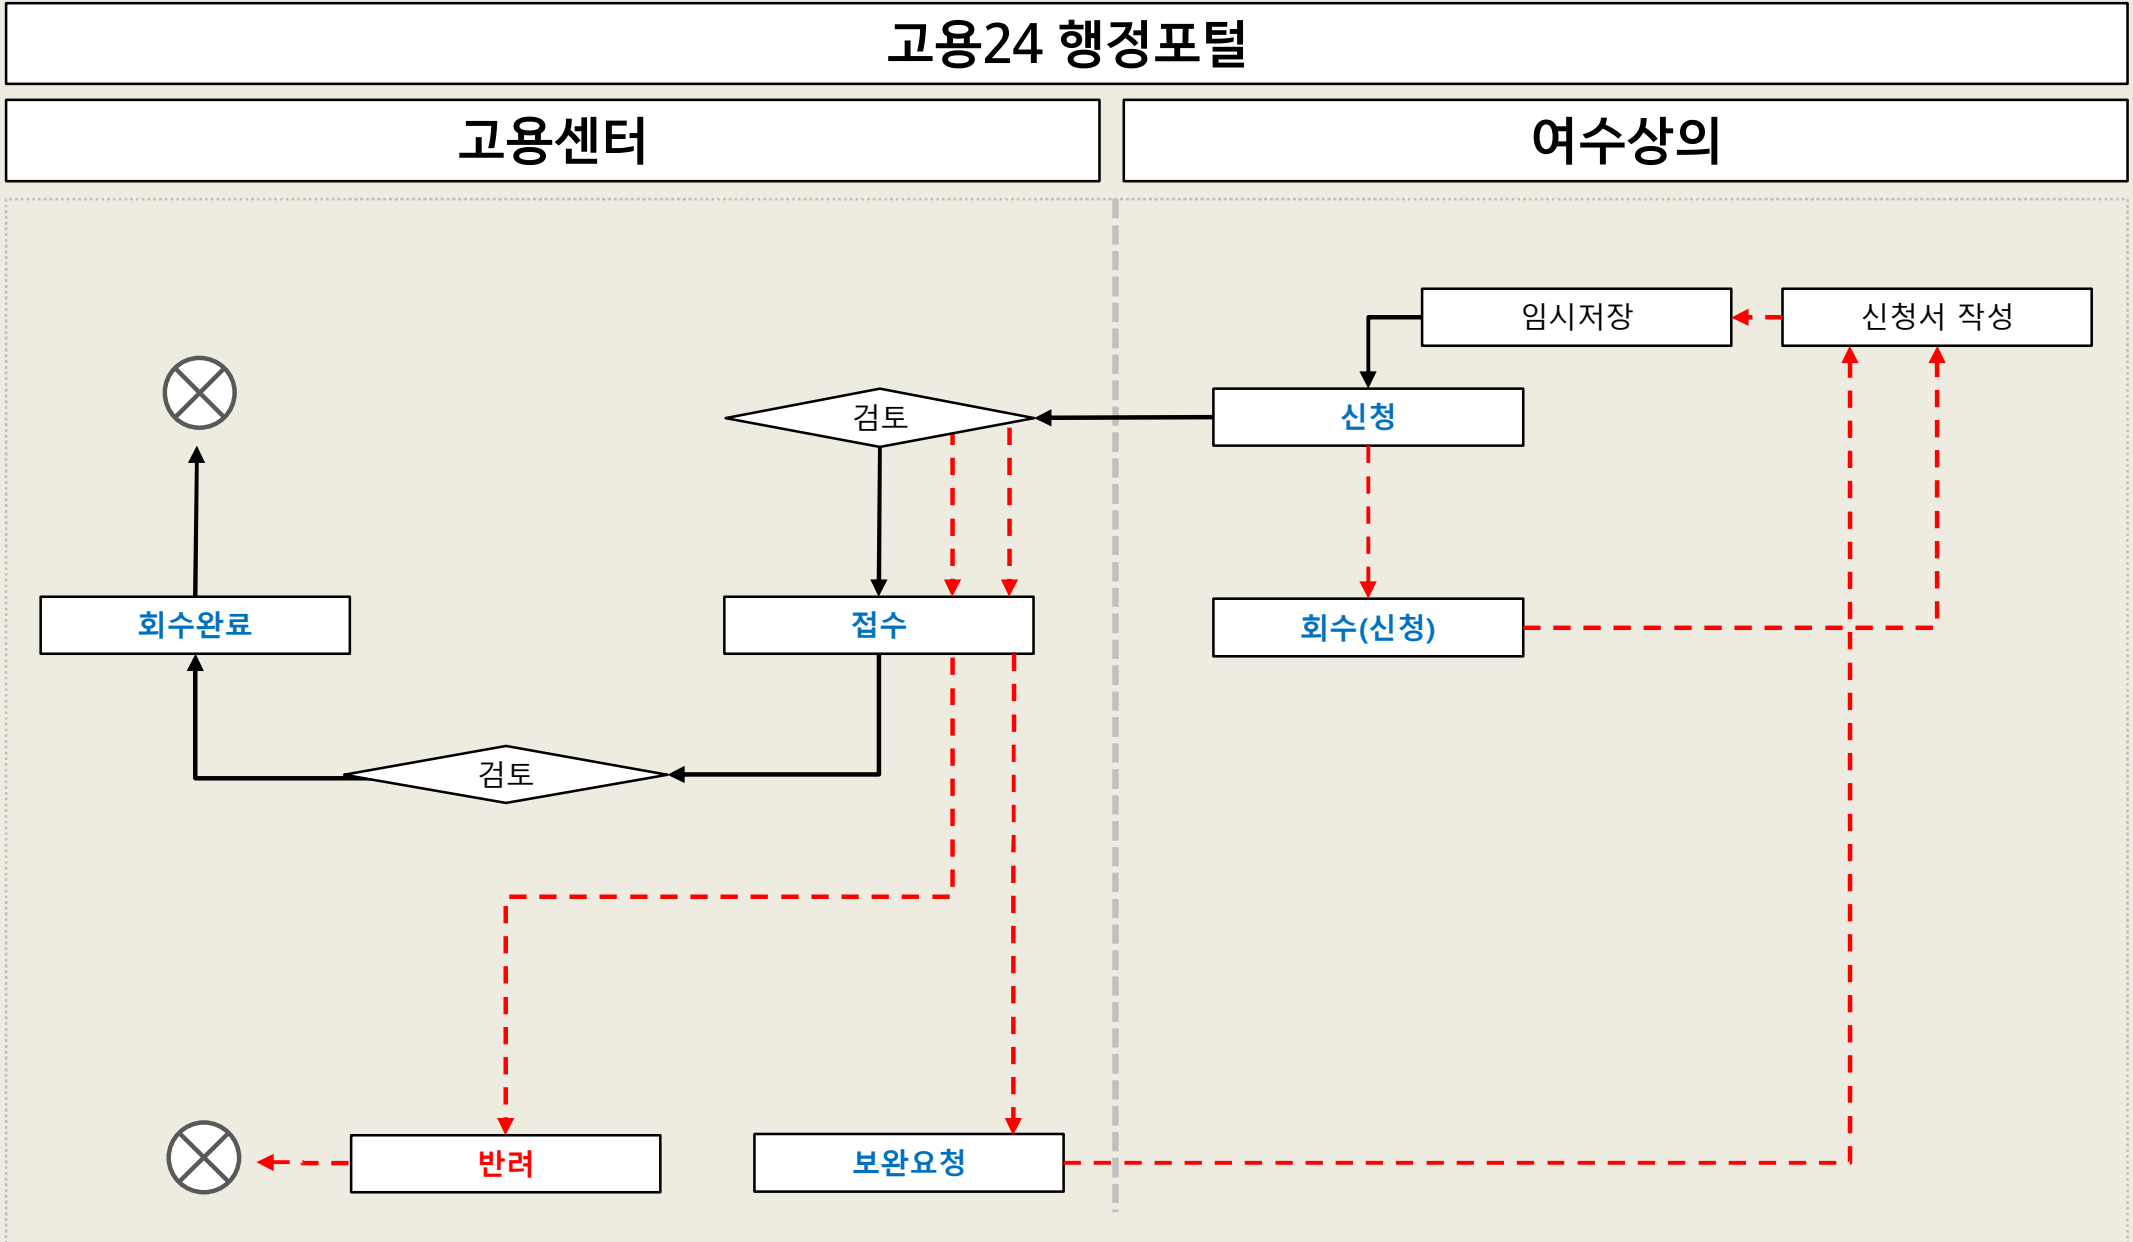 고용24 행정포털
고용센터
여수상의
임시저장
신청서 작성
검토
신청
회수완료
접수
회수(신청)
검토
반려
보완요청